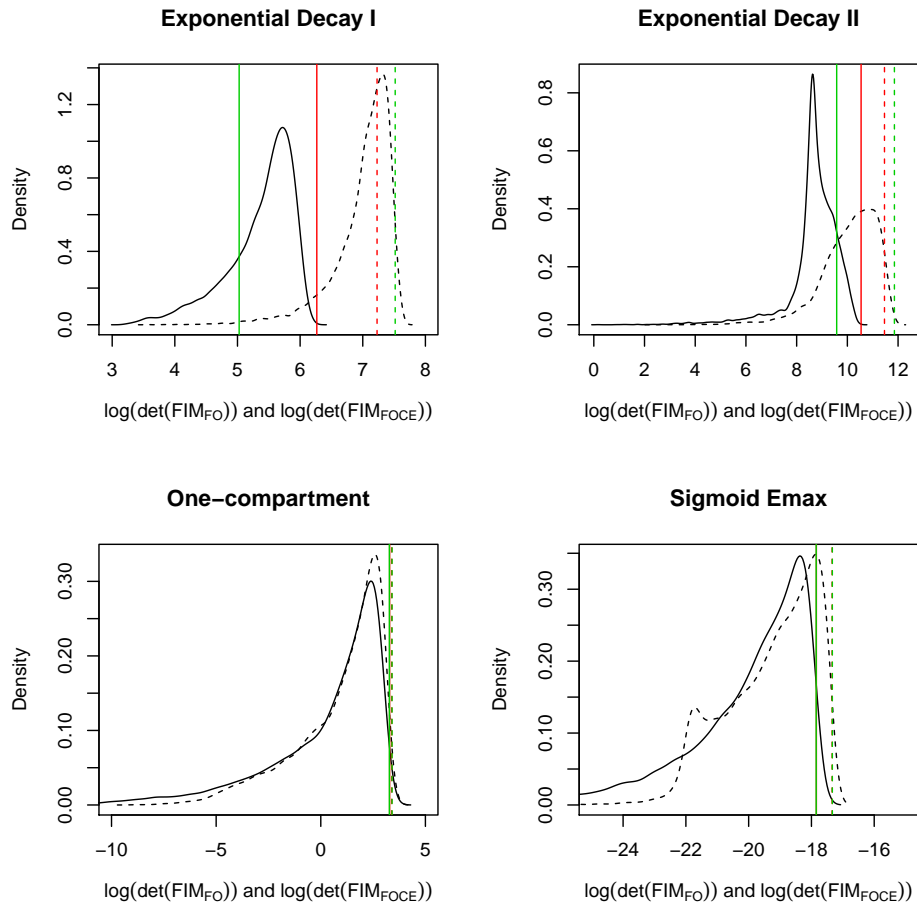 Exponential Decay I
Density
0.0 0.4 0.8 1.2
3 4 5 6 7 8
log(det(FIM_FO)) and log(det(FIM_FOCE))
Exponential Decay II
Density
0.0 0.2 0.4 0.6 0.8
0 2 4 6 8 10 12
log(det(FIM_FO)) and log(det(FIM_FOCE))
One−compartment
Density
0.00 0.10 0.20 0.30
−10 −5 0 5
log(det(FIM_FO)) and log(det(FIM_FOCE))
Sigmoid Emax
Density
0.00 0.10 0.20 0.30
−24 −22 −20 −18 −16
log(det(FIM_FO)) and log(det(FIM_FOCE))